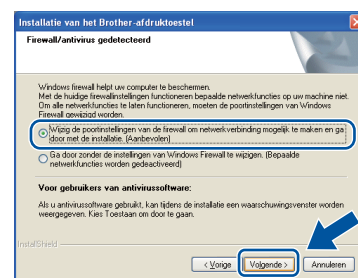 Installatie van het Brother-afdruktoestel
Firewall/antivirus gedetecteerd
Windows firewall helpt uw computer te beschermen.
Met de huidige firewallinstellingen functioneren bepaalde netwerkfuncties op uw machine niet.
Om alle netwerkfuncties te laten functioneren, moeten de poortinstellingen van Windows
Firewall gewijzigd worden.
Wijzig de poortinstellingen van de firewall om netwerkverbinding mogelijk te maken en ga
door met de installatie. (Aanbevolen)
Ga door zonder de instellingen van Windows Firewall te wijzigen. (Bepaalde
netwerkfuncties worden gedeactiveerd)
Voor gebruikers van antivirussoftware:
Als u antivirussoftware gebruikt, kan tijdens de installatie een waarschuwingsvenster worden
weergegeven. Kies Toestaan om door te gaan.
InstallShield
< Vorige Volgende > Annuleren